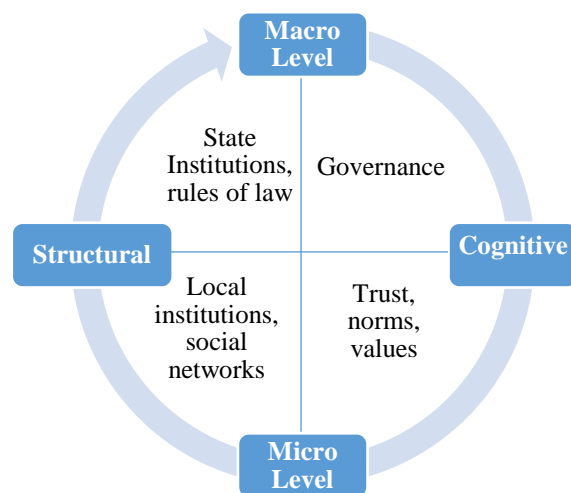 Macro
Level
State
Institutions,
rules of law
Governance
Structural
Cognitive
Local
institutions,
social
networks
Trust,
norms,
values
Micro
Level